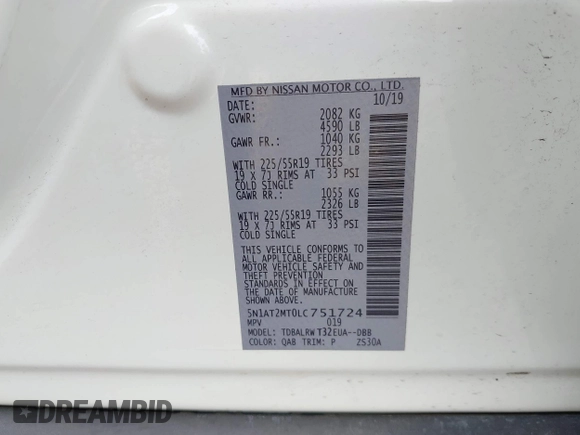 MFD BY NISSAN MOTOR CO., LTD.
DATE: 10/19
GVWR: 2082 KG
4590 LB
GAWR FR.: 1040 KG
2293 LB
WITH 225/55R19 TIRES
19 X 7J RIMS AT 33 PSI
COLD SINGLE
GAWR RR.: 1055 KG
2326 LB
WITH 225/55R19 TIRES
19 X 7J RIMS AT 33 PSI
COLD SINGLE
THIS VEHICLE CONFORMS TO
ALL APPLICABLE FEDERAL
MOTOR VEHICLE SAFETY AND
THEFT PREVENTION
STANDARDS IN EFFECT ON
THE DATE OF MANUFACTURE
SHOWN ABOVE.
5N1AT2MT0LC751724
MPV 019
MODEL: TDBALRWT32EUA--DBB
COLOR: QAB TRIM: P ZS30A
DREAMBID